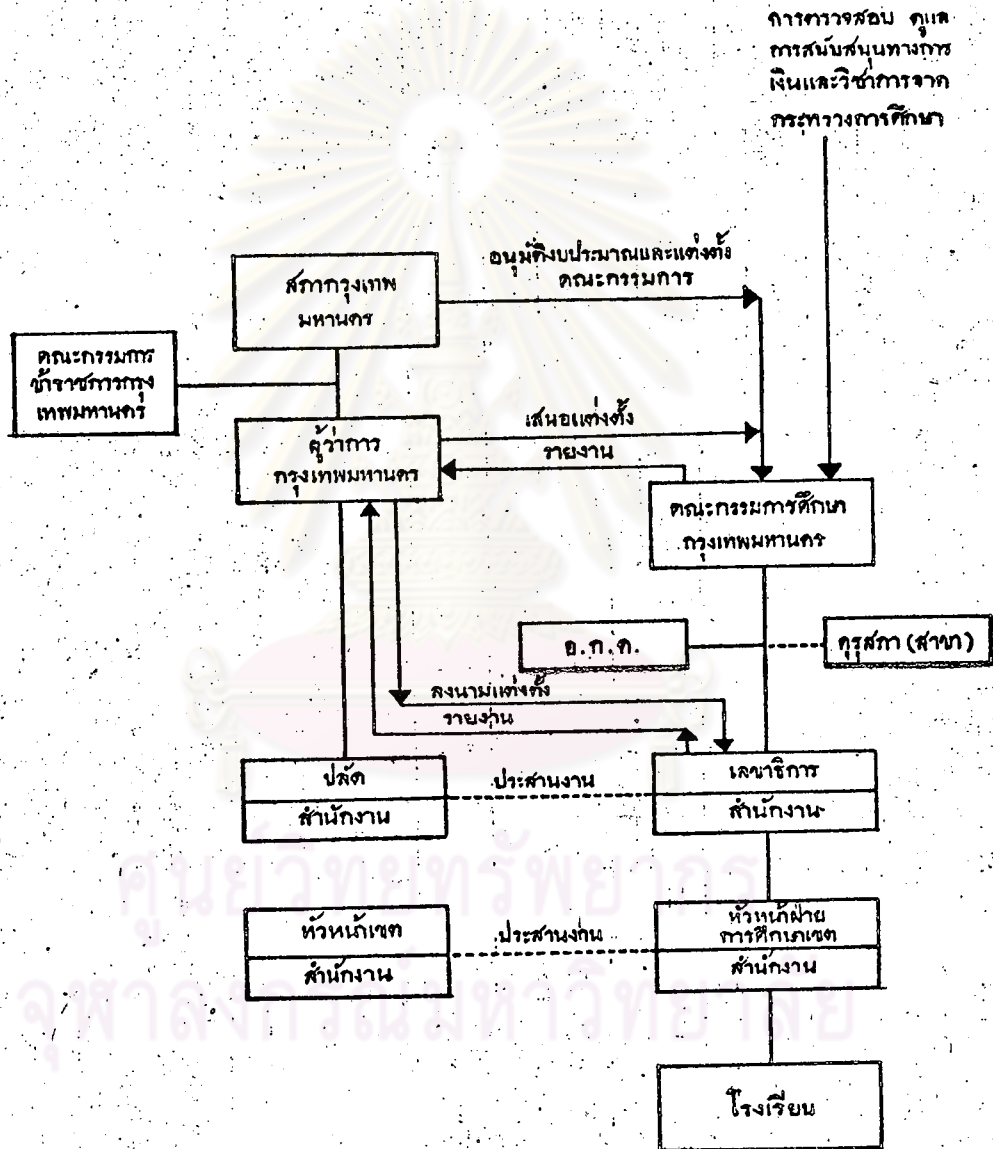 การตรวจสอบ ดูแล
การสนับสนุนทางการ
เงินและวิชาการจาก
กระทรวงการศึกษา
อนุมัติงบประมาณและแต่งตั้ง
คณะกรรมการ
สภากรุงเทพ
มหานคร
คณะกรรมการ
ข้าราชการกรุง
เทพมหานคร
เสนอแต่งตั้ง
รายงาน
ผู้ว่าการ
กรุงเทพมหานคร
คณะกรรมการศึกษา
กรุงเทพมหานคร
อ.ก.ค.
คุรุสภา (สาขา)
ลงนามแต่งตั้ง
รายงาน
ปลัด
สำนักงาน
ประสานงาน
เลขาธิการ
สำนักงาน
หัวหน้าเขต
สำนักงาน
ประสานงาน
หัวหน้าฝ่าย
การศึกษาเขต
สำนักงาน
โรงเรียน
ศูนย์วิทยทรัพยากร
จุฬาลงกรณ์มหาวิทยาลัย